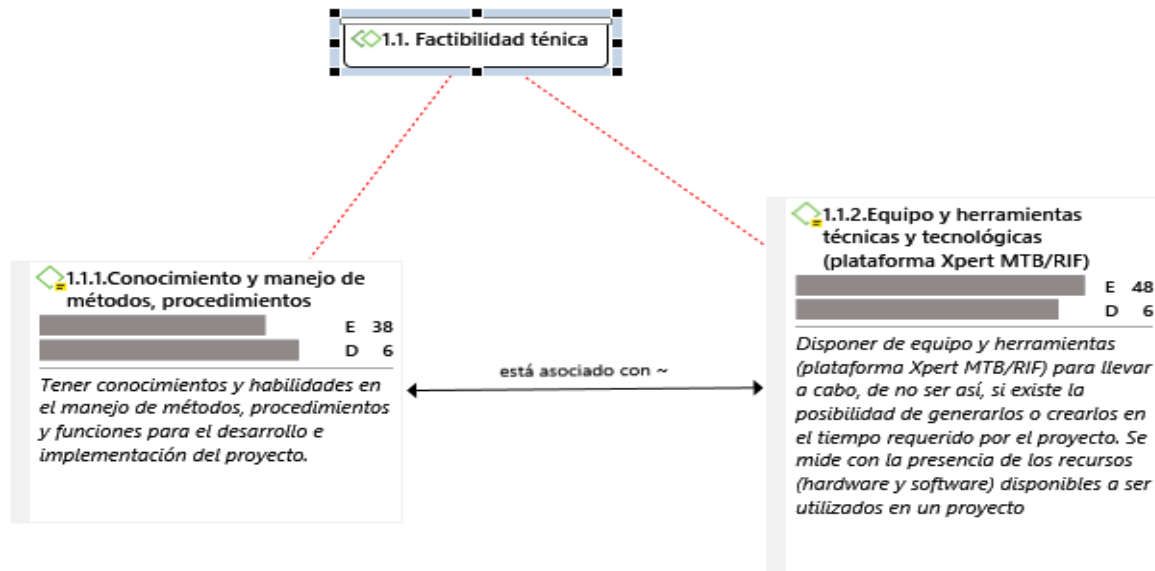 1.1. Factibilidad ténica
1.1.1.Conocimiento y manejo de
métodos, procedimientos
E 38
D 6
Tener conocimientos y habilidades en
el manejo de métodos, procedimientos
y funciones para el desarrollo e
implementación del proyecto.
está asociado con ~
1.1.2.Equipo y herramientas
técnicas y tecnológicas
(plataforma Xpert MTB/RIF)
E 48
D 6
Disponer de equipo y herramientas
(plataforma Xpert MTB/RIF) para llevar
a cabo, de no ser así, si existe la
posibilidad de generarlos o crearlos en
el tiempo requerido por el proyecto. Se
mide con la presencia de los recursos
(hardware y software) disponibles a ser
utilizados en un proyecto